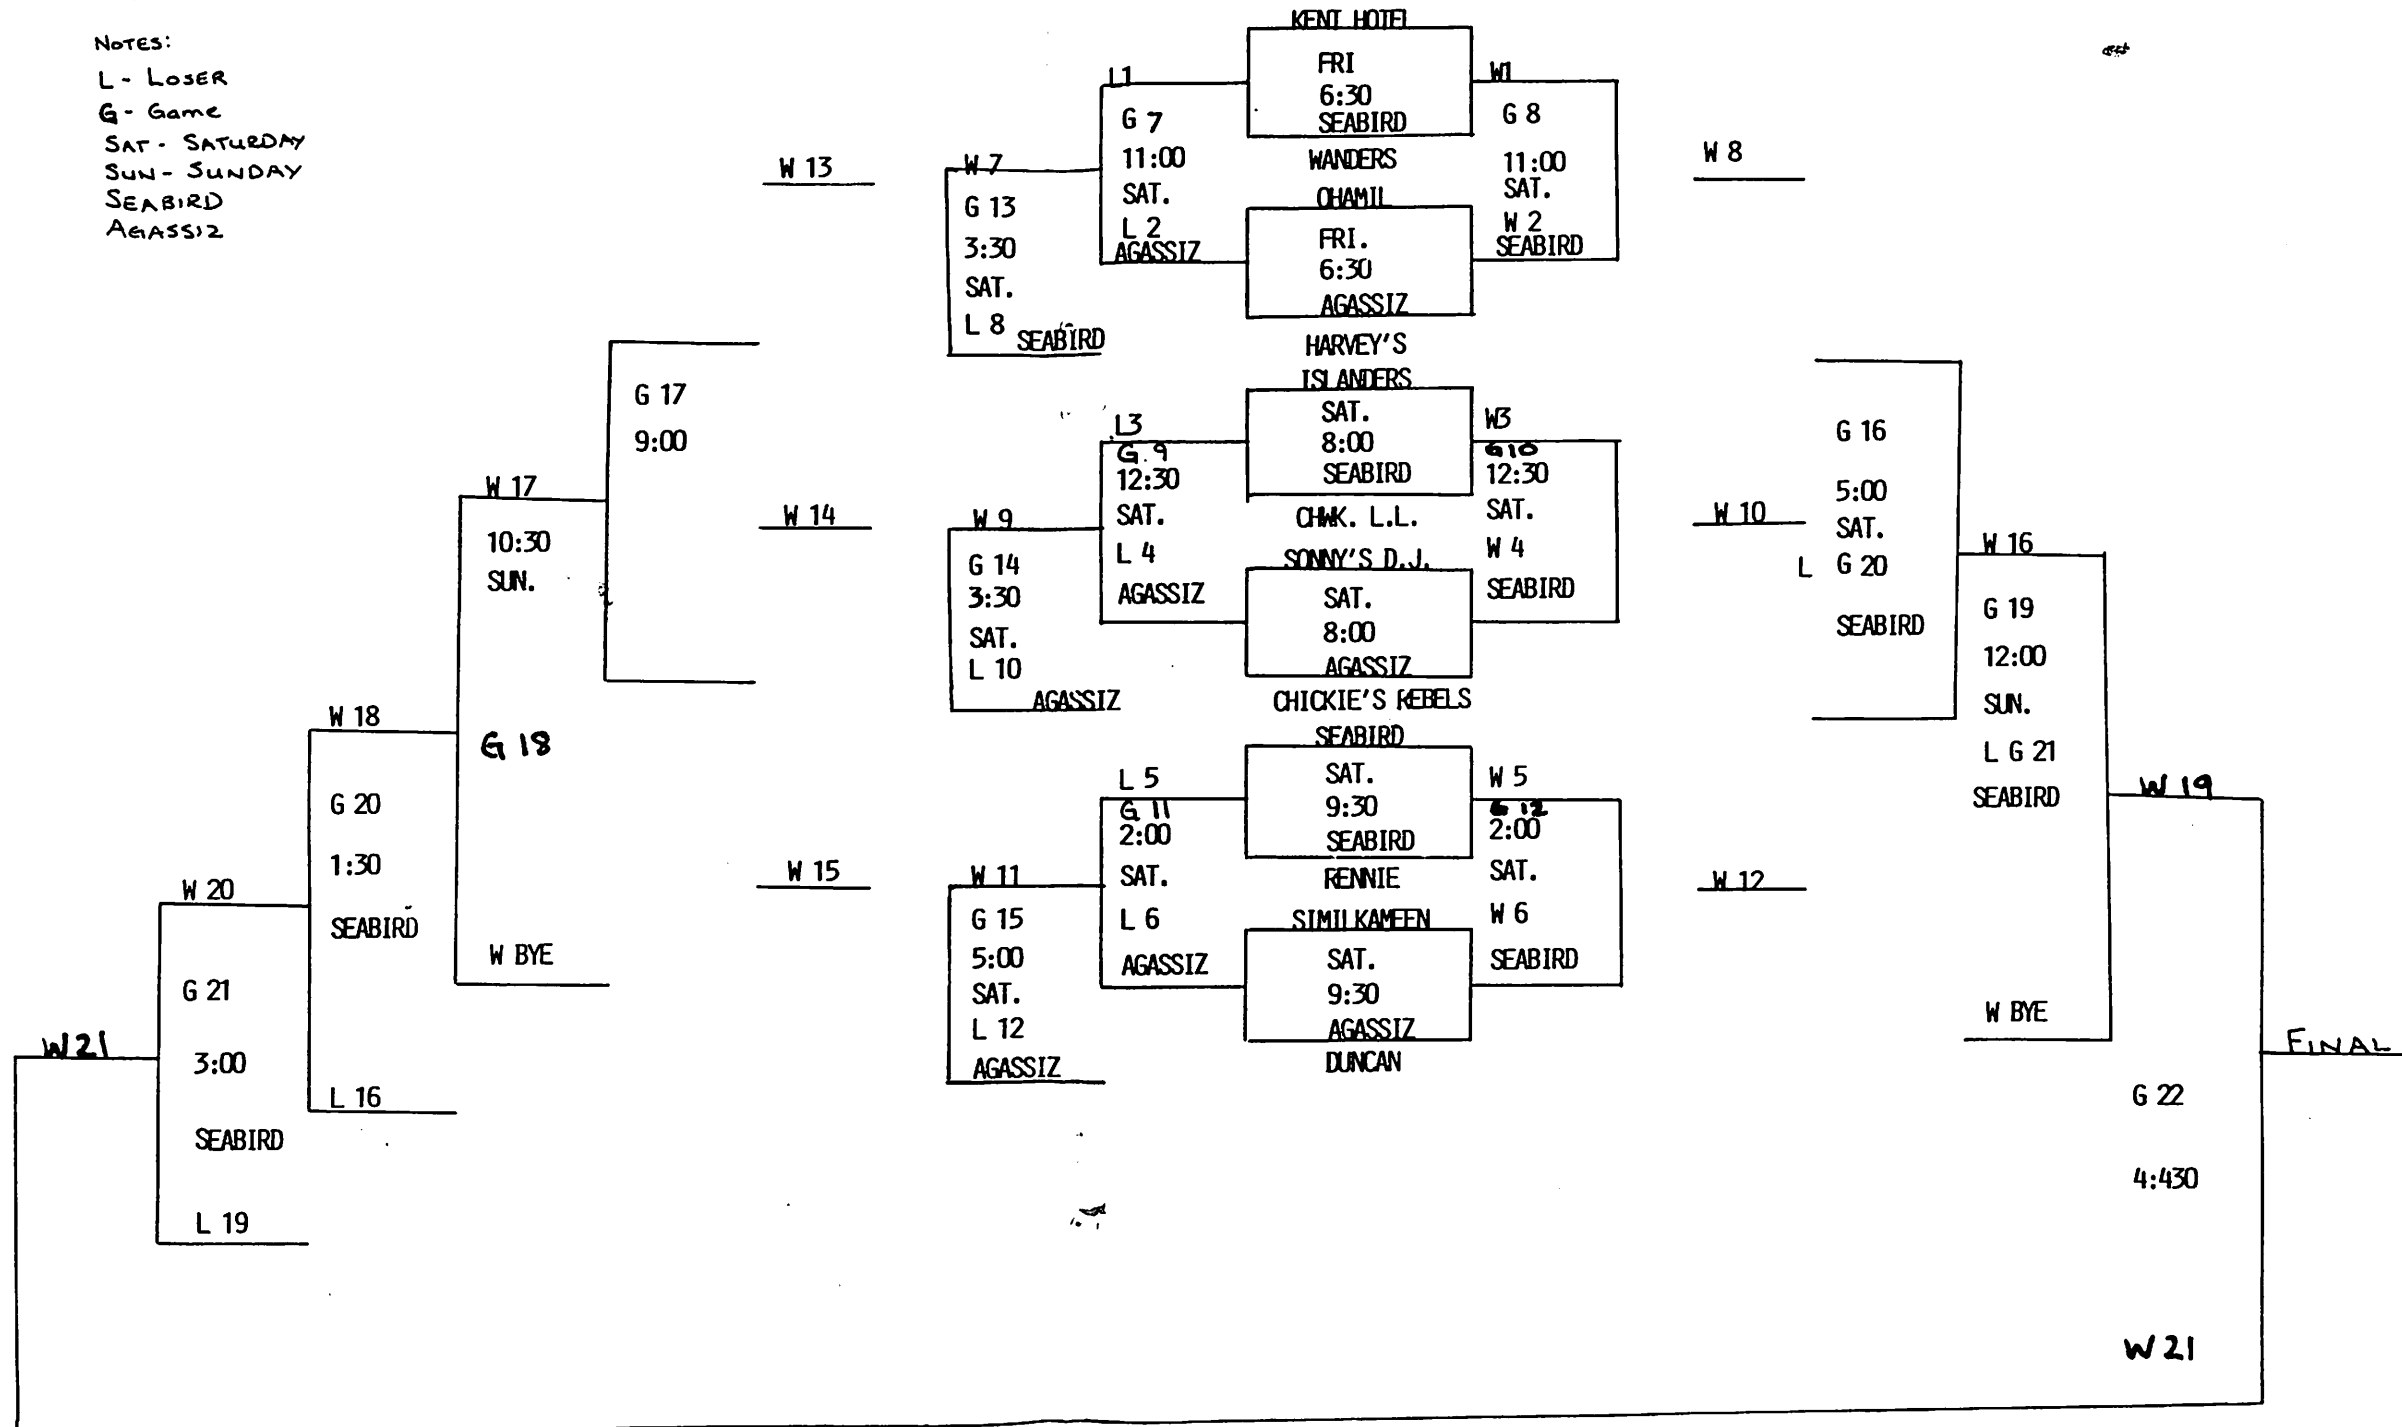 NOTES:
L - LOSER
G - Game
SAT - SATURDAY
SUN - SUNDAY
SEABIRD
AGASSIZ
W 21
W 20
G 21
3:00
SEABIRD
L 19
W 18
G 20
1:30
SEABIRD
L 16
W 17
10:30
SUN.
G 18
W BYE
G 17
9:00
W 13
W 14
W 15
W 7
G 13
3:30
SAT.
L 8
SEABIRD
W 9
G 14
3:30
SAT.
L 10
AGASSIZ
W 11
G 15
5:00
SAT.
L 12
AGASSIZ
L1
G 7
11:00
SAT.
L 2
AGASSIZ
L3
G 9
12:30
SAT.
L 4
AGASSIZ
L 5
G 11
2:00
SAT.
L 6
AGASSIZ
KENT HOTEL
FRI
6:30
SEABIRD
WANDERS
OHAMIL
FRI.
6:30
AGASSIZ
HARVEY'S
ISLANDERS
SAT.
8:00
SEABIRD
CHWK. L.L.
SONNY'S D.J.
SAT.
8:00
AGASSIZ
CHICKIE'S REBELS
SEABIRD
SAT.
9:30
SEABIRD
RENNIE
SIMILKAMEEN
SAT.
9:30
AGASSIZ
DUNCAN
W1
G 8
11:00
SAT.
W 2
SEABIRD
W3
G10
12:30
SAT.
W 4
SEABIRD
W 5
G 12
2:00
SAT.
W 6
SEABIRD
W 8
W 10
W 12
G 16
5:00
SAT.
L G 20
SEABIRD
W 16
G 19
12:00
SUN.
L G 21
SEABIRD
W BYE
W 19
G 22
4:430
W 21
FINAL